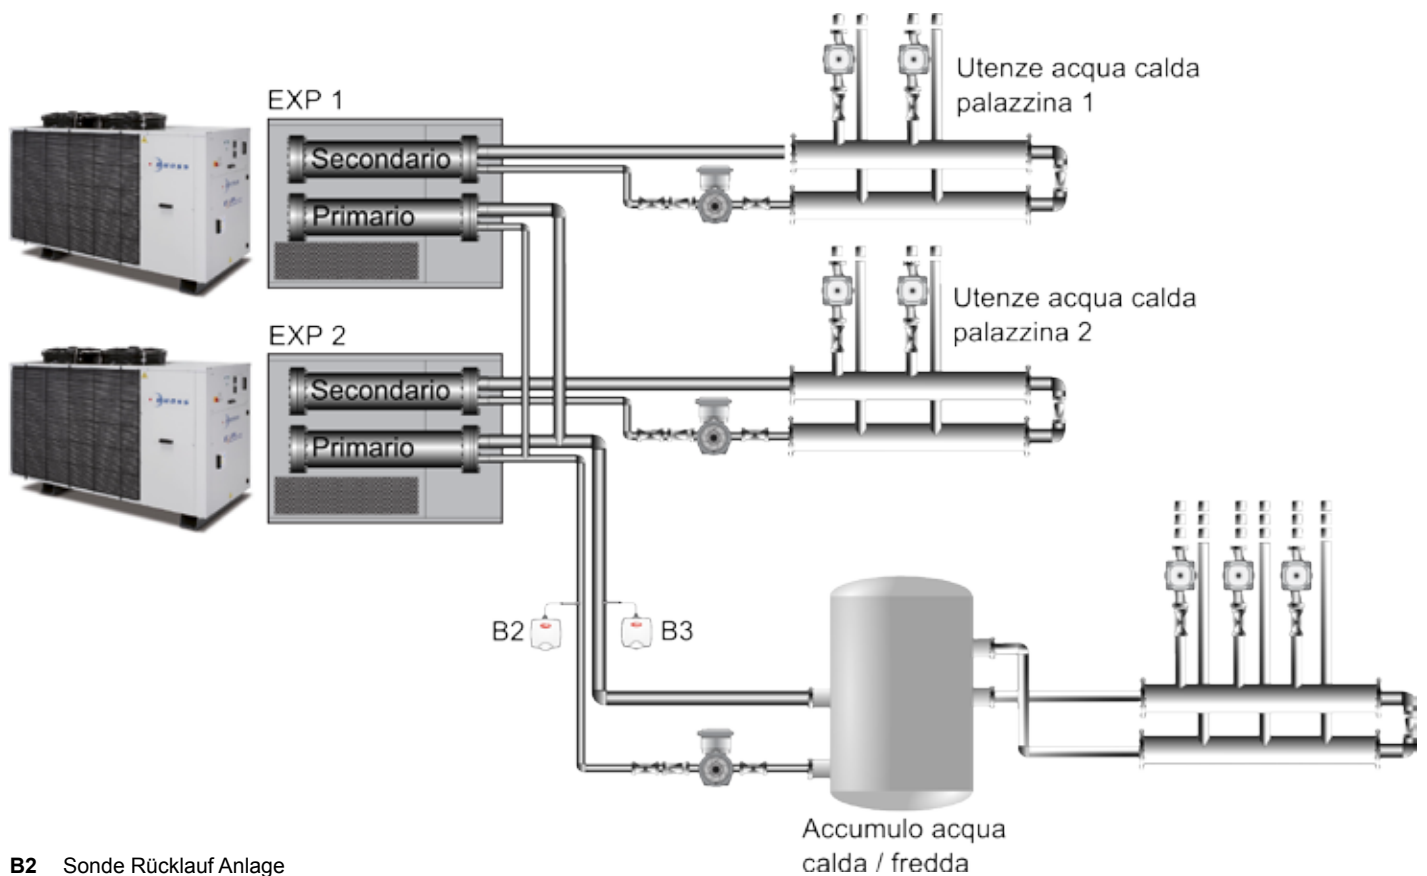 Utenze acqua calda
palazzina 1
EXP 1
Secondario
Primario
Utenze acqua calda
palazzina 2
EXP 2
Secondario
Primario
B2
B3
Accumulo acqua
calda / fredda
B2 Sonde Rücklauf Anlage